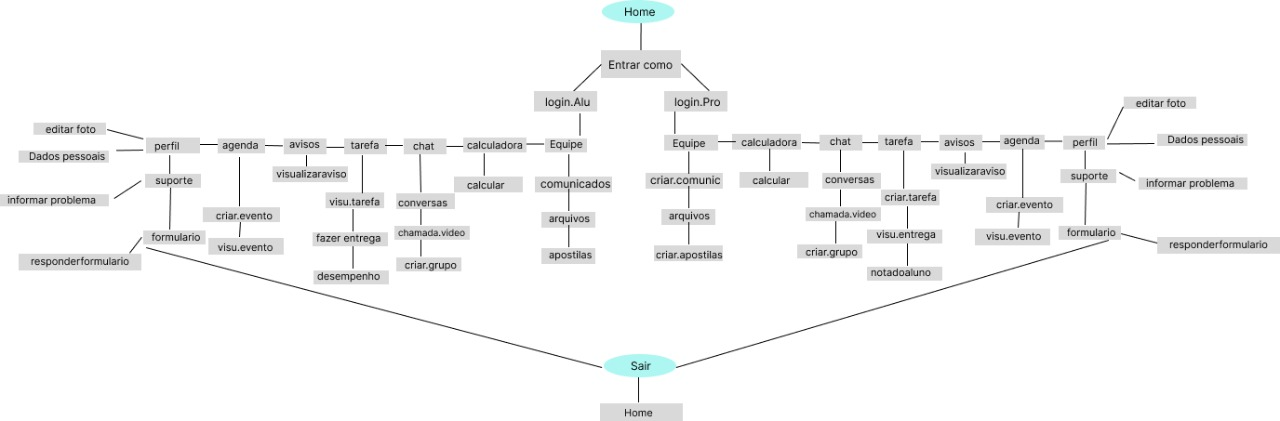 Home
Entrar como
login.Alu
login.Pro
editar foto
editar foto
Dados pessoais
perfil
agenda
avisos
tarefa
chat
calculadora
Equipe
Equipe
calculadora
chat
tarefa
avisos
agenda
perfil
Dados pessoais
suporte
visualizaraviso
calcular
comunicados
criar.comunic
calcular
conversas
visualizaraviso
suporte
informar problema
informar problema
visu.tarefa
conversas
criar.tarefa
criar.evento
criar.evento
arquivos
arquivos
chamada.video
formulario
visu.evento
fazer entrega
chamada.video
visu.entrega
visu.evento
formulario
responderformulario
criar.grupo
apostilas
criar.apostilas
criar.grupo
responderformulario
desempenho
notadoaluno
Sair
Home